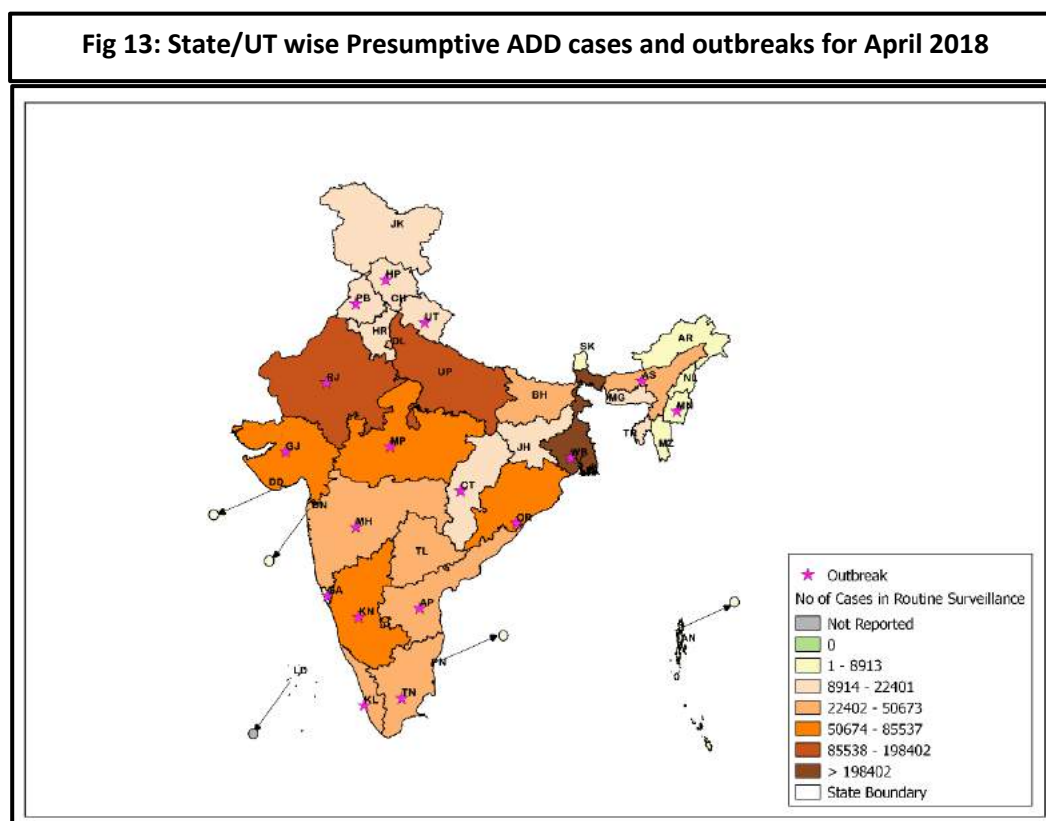 Fig 13: State/UT wise Presumptive ADD cases and outbreaks for April 2018
JK
HP
PB
CH
UT
HR
DL
RJ
UP
SK
AR
AS
NL
BH
MG
MN
TR
MZ
GJ
MP
JH
WB
CT
DD
DN
OR
MH
TL
GA
KN
AP
AN
PN
LD
KL
TN
Outbreak
No of Cases in Routine Surveillance
Not Reported
0
1 - 8913
8914 - 22401
22402 - 50673
50674 - 85537
85538 - 198402
> 198402
State Boundary